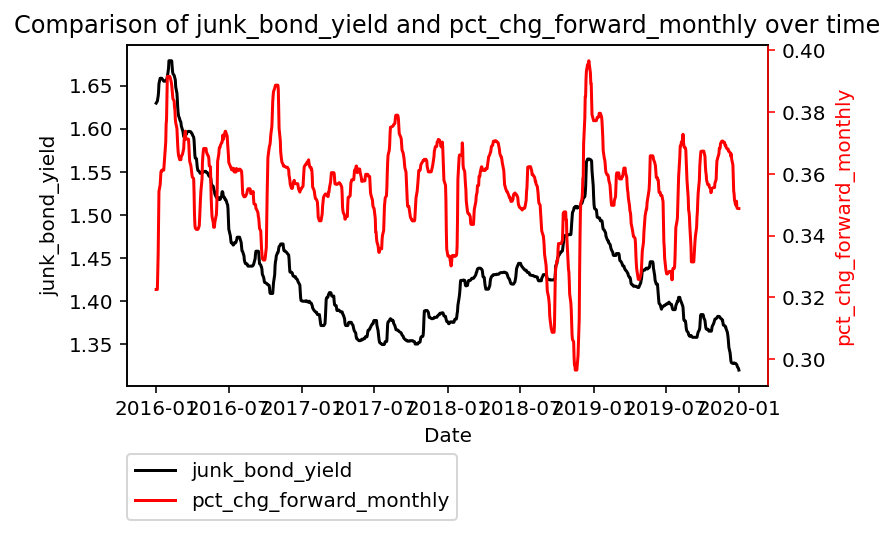 Comparison of junk_bond_yield and pct_chg_forward_monthly over time
junk_bond_yield
1.65
1.60
1.55
1.50
1.45
1.40
1.35
0.40
0.38
0.36
0.34
0.32
0.30
pct_chg_forward_monthly
2016-01 2016-07 2017-01 2017-07 2018-01 2018-07 2019-01 2019-07 2020-01
Date
junk_bond_yield
pct_chg_forward_monthly